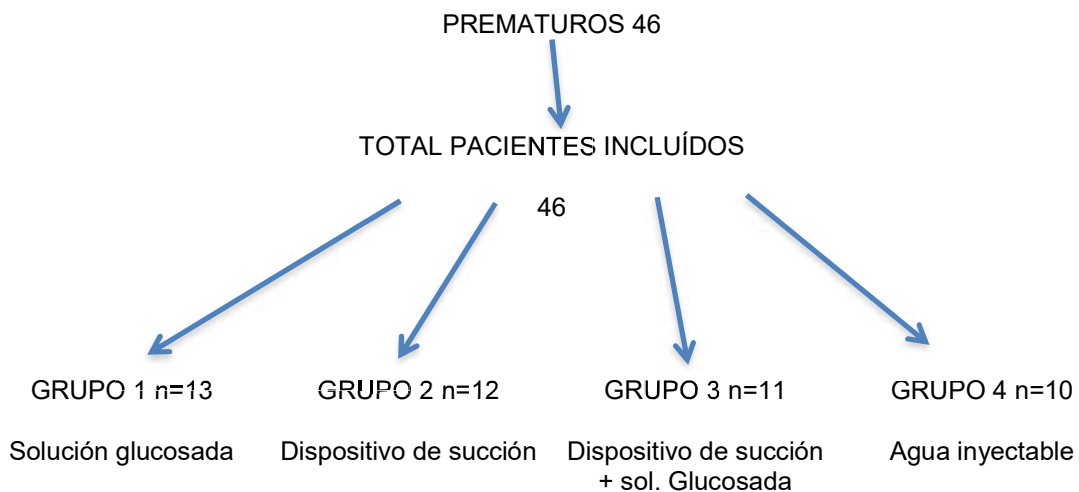 PREMATUROS 46
TOTAL PACIENTES INCLUÍDOS
46
GRUPO 1 n=13
Solución glucosada
GRUPO 2 n=12
Dispositivo de succión
GRUPO 3 n=11
Dispositivo de succión
+ sol. Glucosada
GRUPO 4 n=10
Agua inyectable